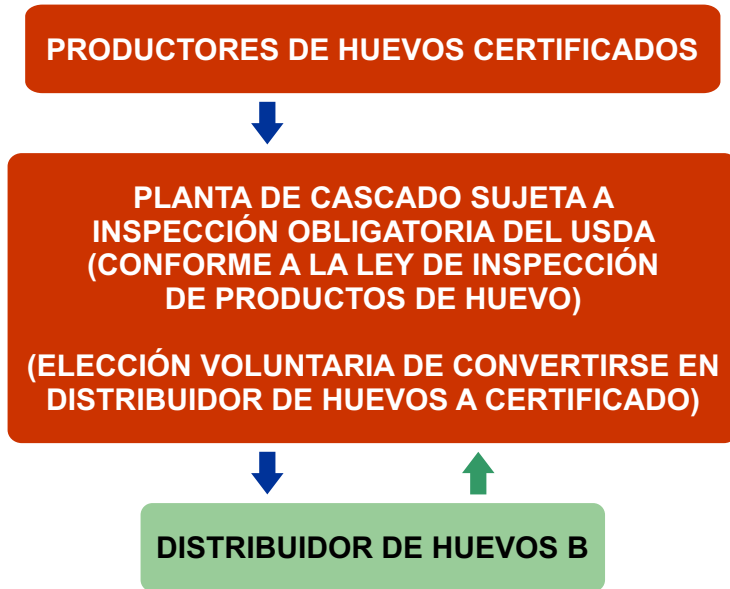 PRODUCTORES DE HUEVOS CERTIFICADOS
PLANTA DE CASCADO SUJETA A
INSPECCIÓN OBLIGATORIA DEL USDA
(CONFORME A LA LEY DE INSPECCIÓN
DE PRODUCTOS DE HUEVO)
(ELECCIÓN VOLUNTARIA DE CONVERTIRSE EN
DISTRIBUIDOR DE HUEVOS A CERTIFICADO)
DISTRIBUIDOR DE HUEVOS B